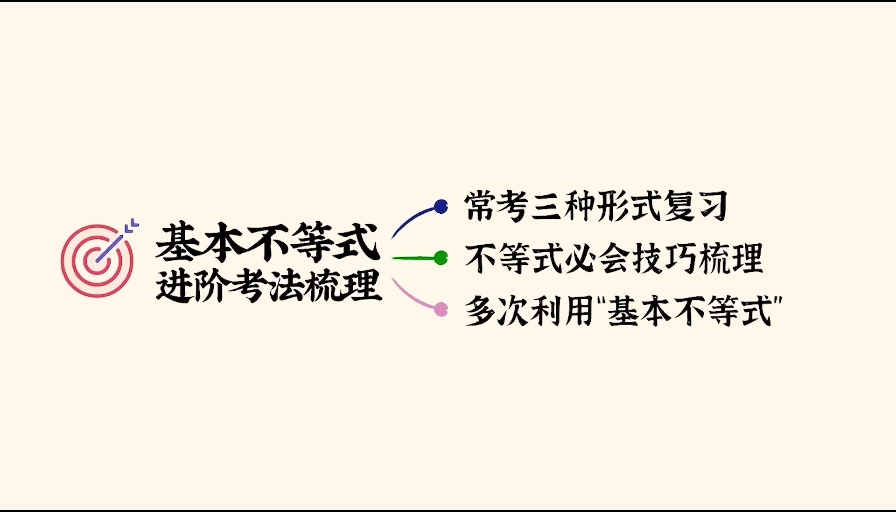 基本不等式
进阶考法梳理
常考三种形式复习
不等式必会技巧梳理
多次利用“基本不等式”